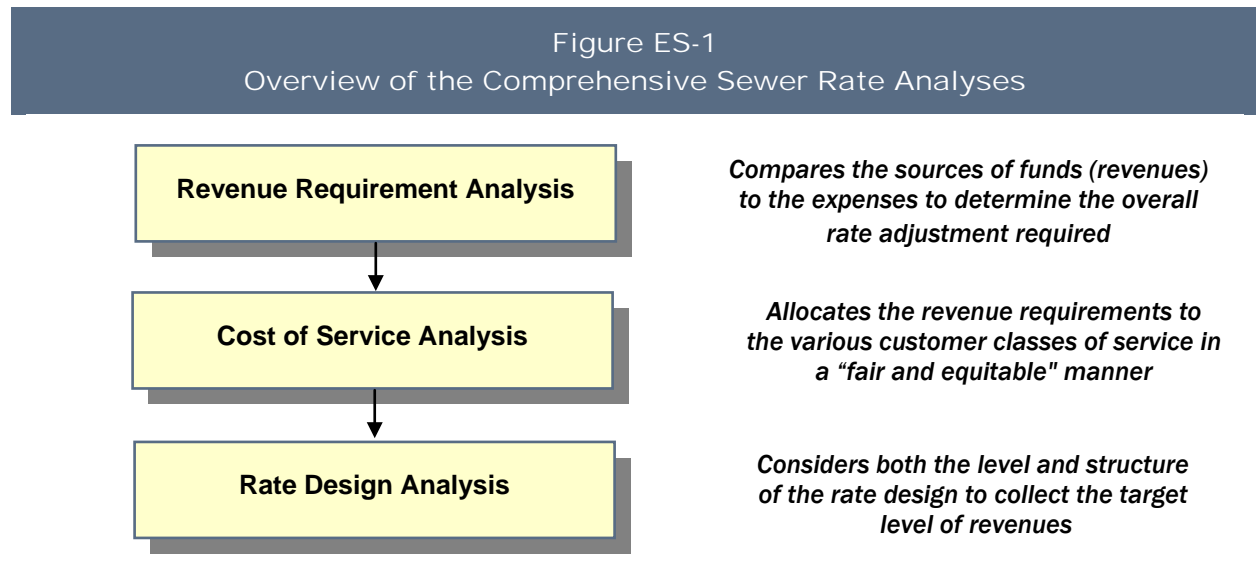 Figure ES-1
Overview of the Comprehensive Sewer Rate Analyses
Revenue Requirement Analysis
Compares the sources of funds (revenues)
to the expenses to determine the overall
rate adjustment required
Cost of Service Analysis
Allocates the revenue requirements to
the various customer classes of service in
a “fair and equitable" manner
Rate Design Analysis
Considers both the level and structure
of the rate design to collect the target
level of revenues